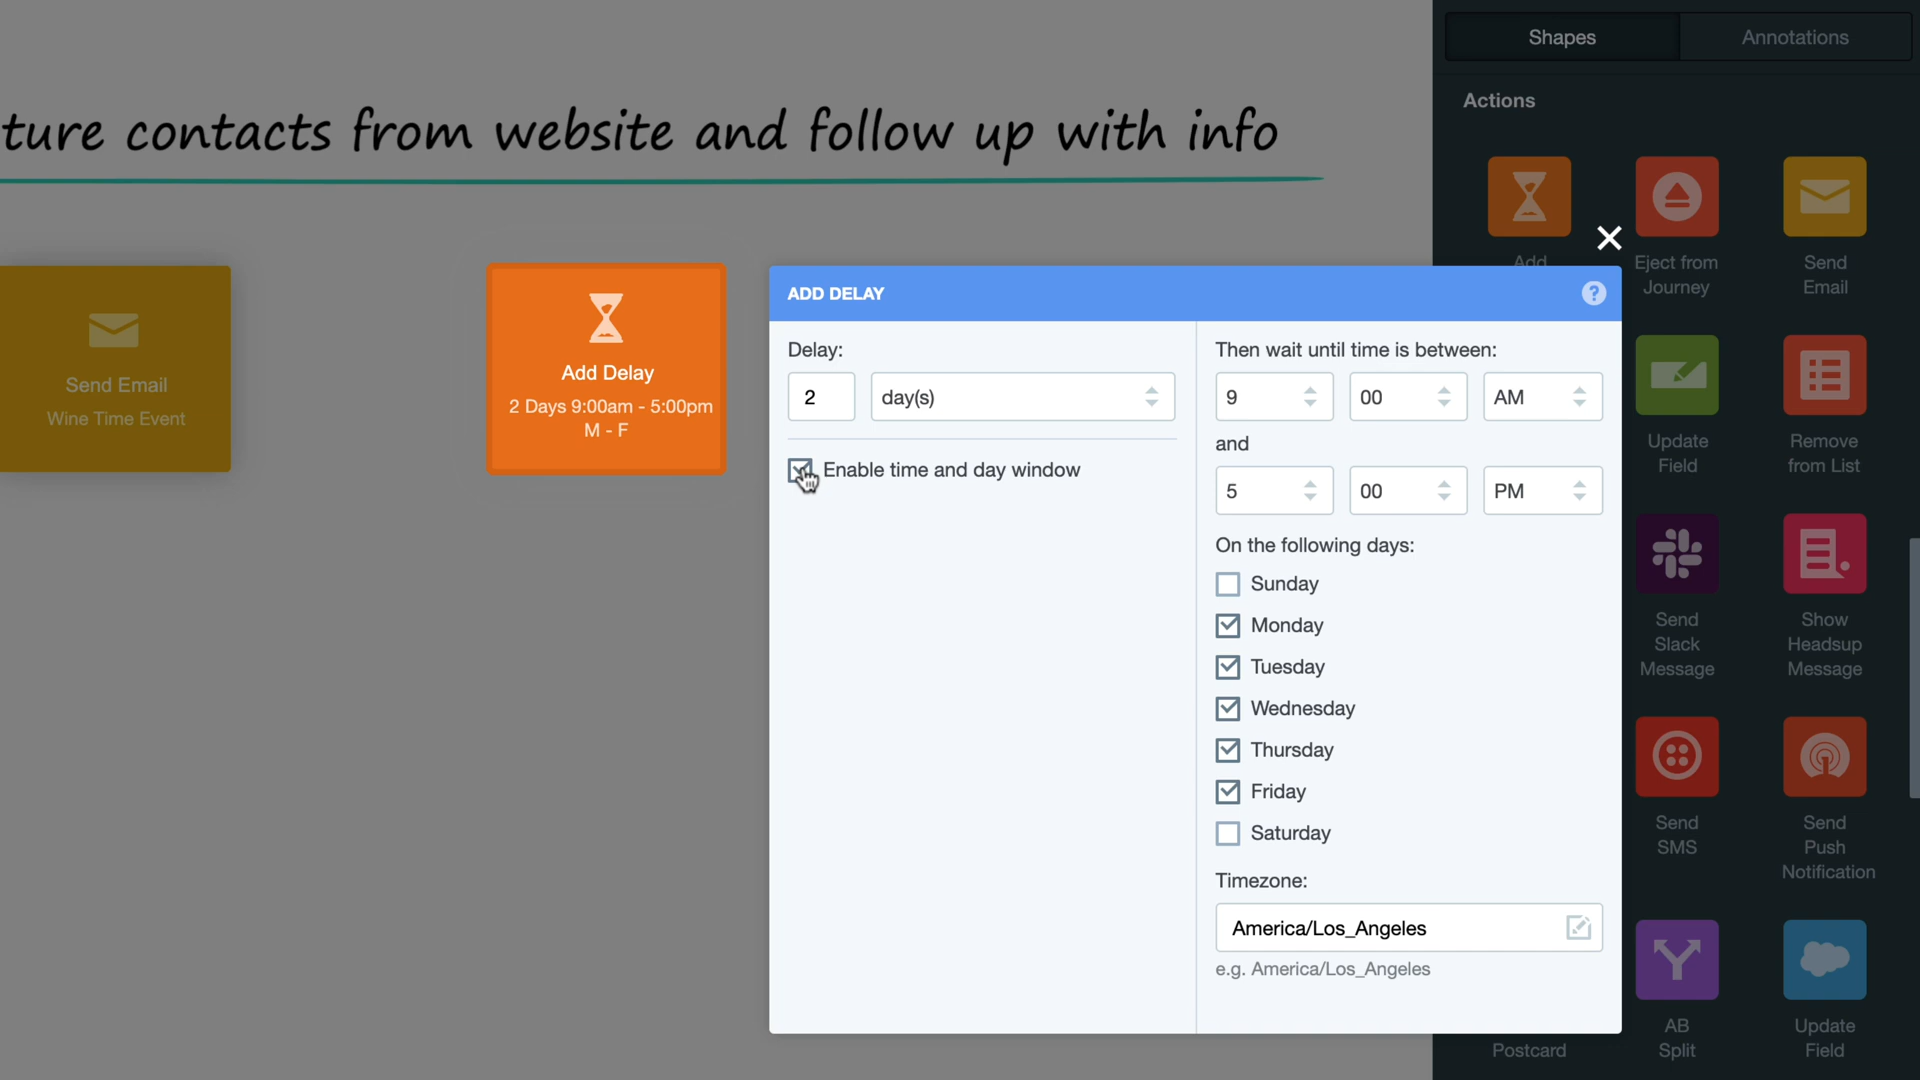 Shapes
Annotations
Actions
ture contacts from website and follow up with info
Add
Eject from
Journey
Send
Email
Send Email
Wine Time Event
Add Delay
2 Days 9:00am - 5:00pm
M - F
ADD DELAY
?
Delay:
2
day(s)
Enable time and day window
Then wait until time is between:
9
00
AM
and
5
00
PM
On the following days:
Sunday
Monday
Tuesday
Wednesday
Thursday
Friday
Saturday
Timezone:
America/Los_Angeles
e.g. America/Los_Angeles
Update
Field
Remove
from List
Send
Slack
Message
Show
Headsup
Message
Send
SMS
Send
Push
Notification
Postcard
AB
Split
Update
Field